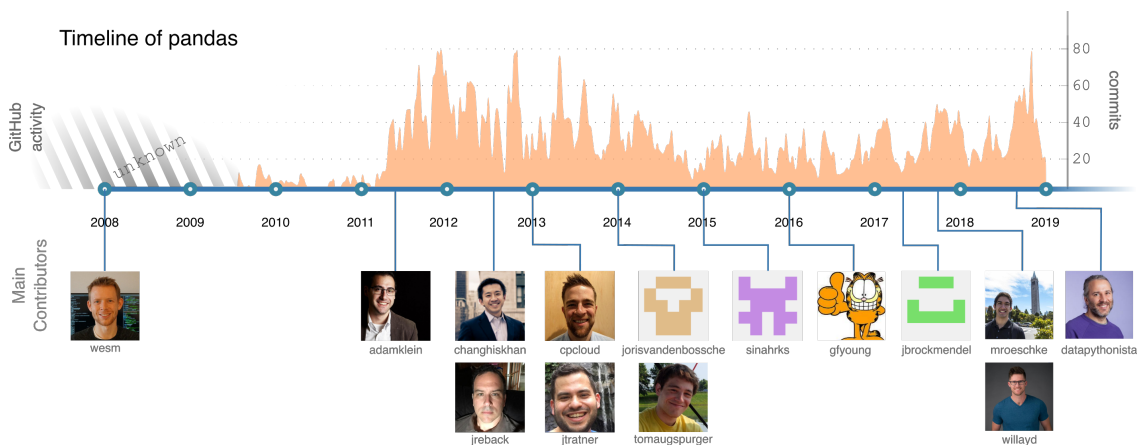 Timeline of pandas
80
60
40
20
commits
GitHub
activity
unknown
2008 2009 2010 2011 2012 2013 2014 2015 2016 2017 2018 2019
Main
Contributors
wesm adamklein changhiskhan cpcloud jorisvandenbossche sinahrks gfyoung jbrockmendel mroeschke datapythonista
jreback jtratner tomaugspurger willayd